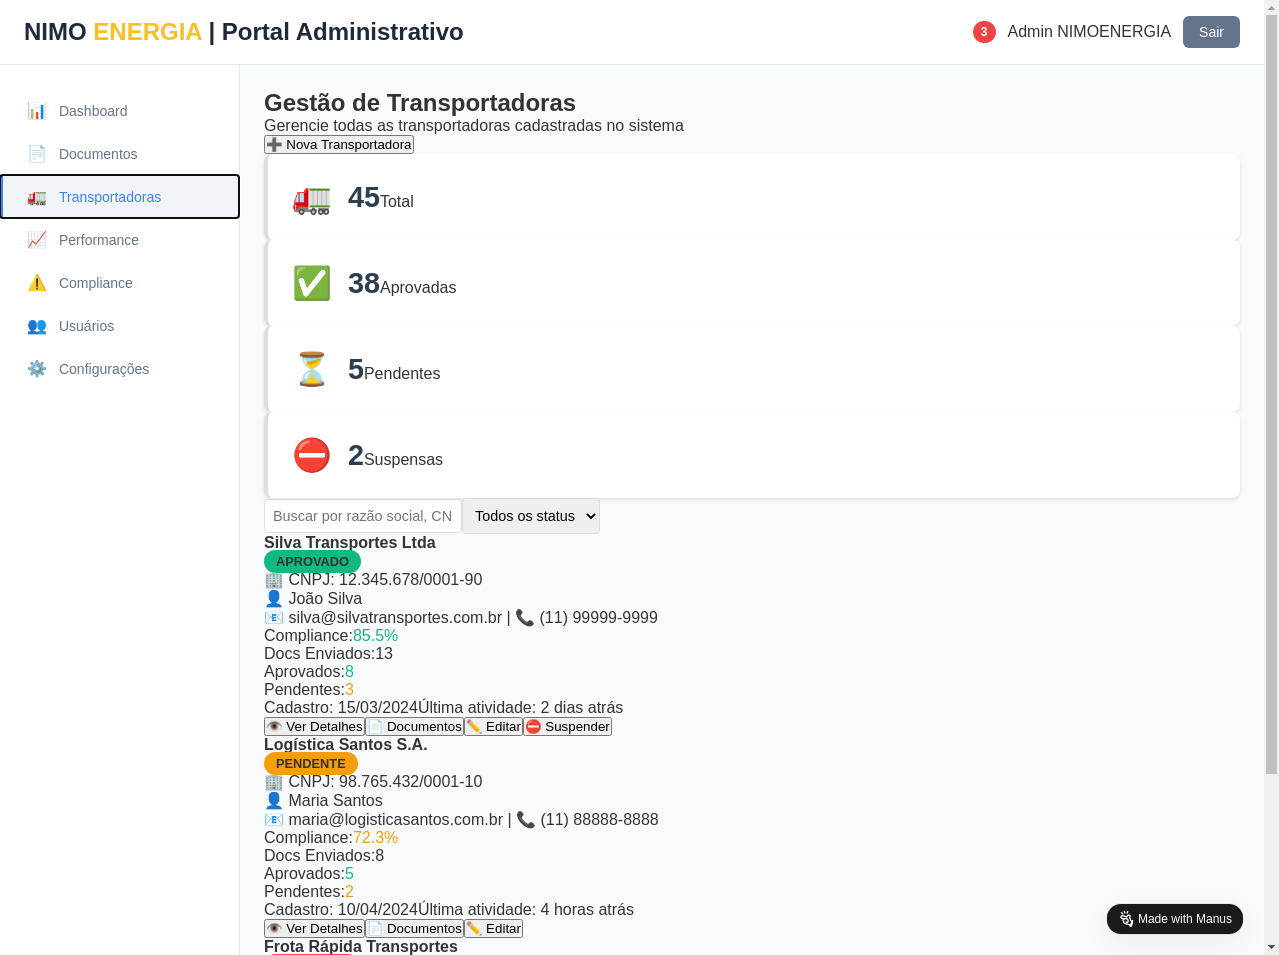 NIMO ENERGIA | Portal Administrativo
3 Admin NIMOENERGIA Sair
Dashboard
Documentos
Transportadoras
Performance
Compliance
Usuários
Configurações
Gestão de Transportadoras
Gerencie todas as transportadoras cadastradas no sistema
➕ Nova Transportadora
45Total
38Aprovadas
5Pendentes
2Suspensas
Buscar por razão social, CN Todos os status
Silva Transportes Ltda
APROVADO
🏢 CNPJ: 12.345.678/0001-90
👤 João Silva
📧 silva@silvatransportes.com.br | 📞 (11) 99999-9999
Compliance:85.5%
Docs Enviados:13
Aprovados:8
Pendentes:3
Cadastro: 15/03/2024Última atividade: 2 dias atrás
👁️ Ver Detalhes 📄 Documentos ✏️ Editar ⛔ Suspender
Logística Santos S.A.
PENDENTE
🏢 CNPJ: 98.765.432/0001-10
👤 Maria Santos
📧 maria@logisticasantos.com.br | 📞 (11) 88888-8888
Compliance:72.3%
Docs Enviados:8
Aprovados:5
Pendentes:2
Cadastro: 10/04/2024Última atividade: 4 horas atrás
👁️ Ver Detalhes 📄 Documentos ✏️ Editar
Frota Rápida Transportes
Made with Manus